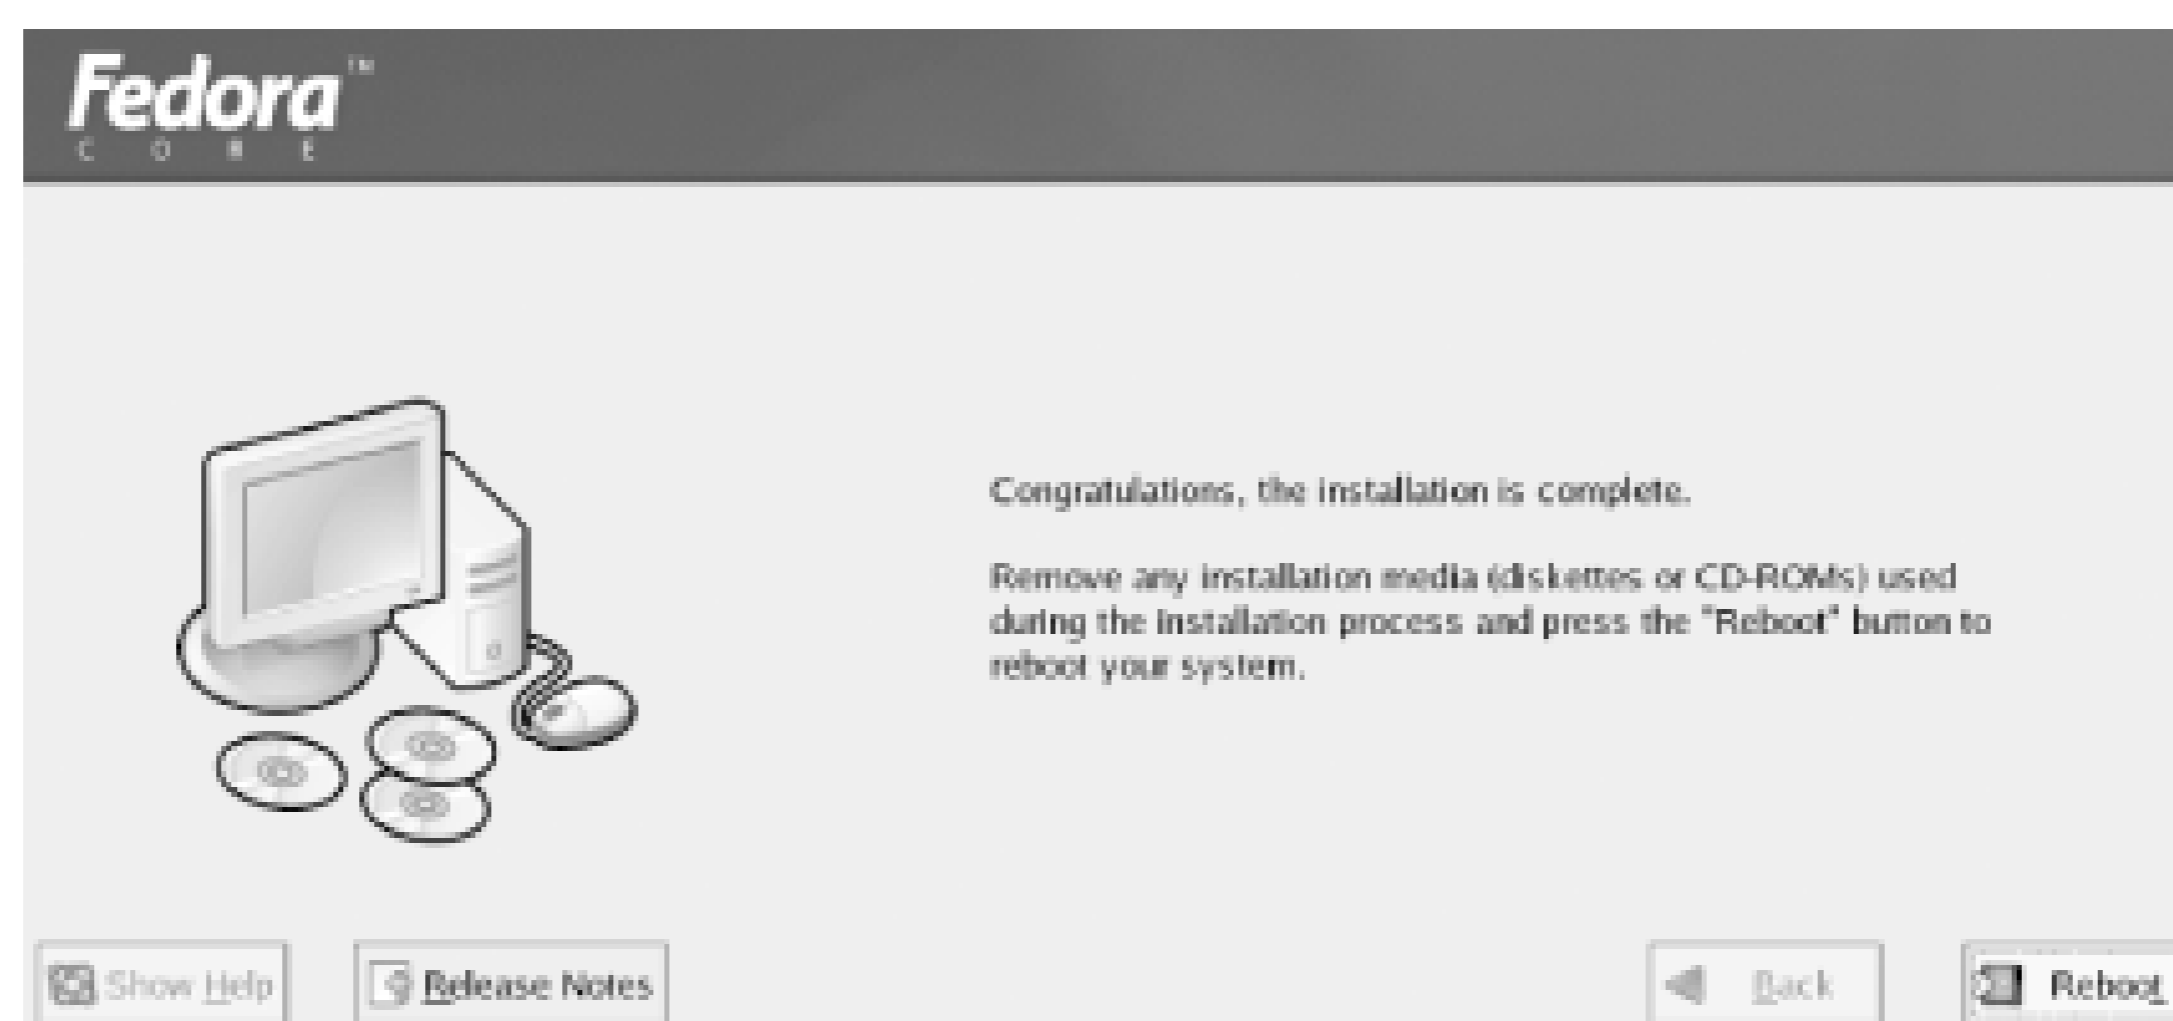 Fedora™
CORE
Congratulations, the installation is complete.
Remove any installation media (diskettes or CD-ROMs) used
during the installation process and press the "Reboot" button to
reboot your system.
Show Help
Release Notes
Back
Reboot